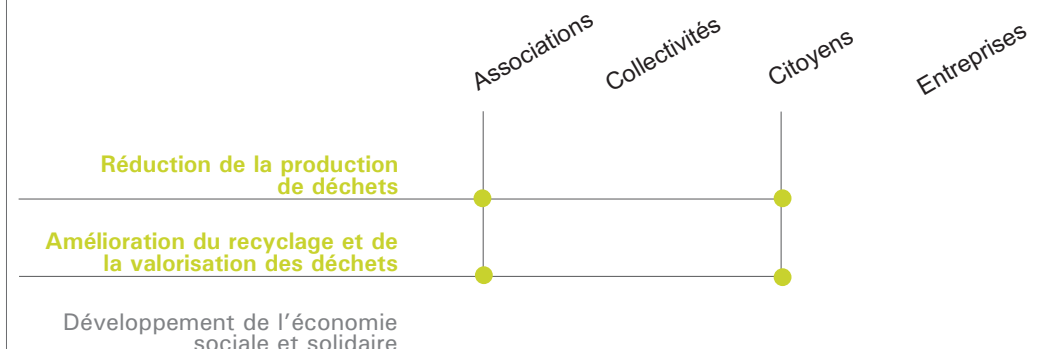 Associations
Collectivités
Citoyens
Entreprises
Réduction de la production
de déchets
Amélioration du recyclage et de
la valorisation des déchets
Développement de l'économie
sociale et solidaire